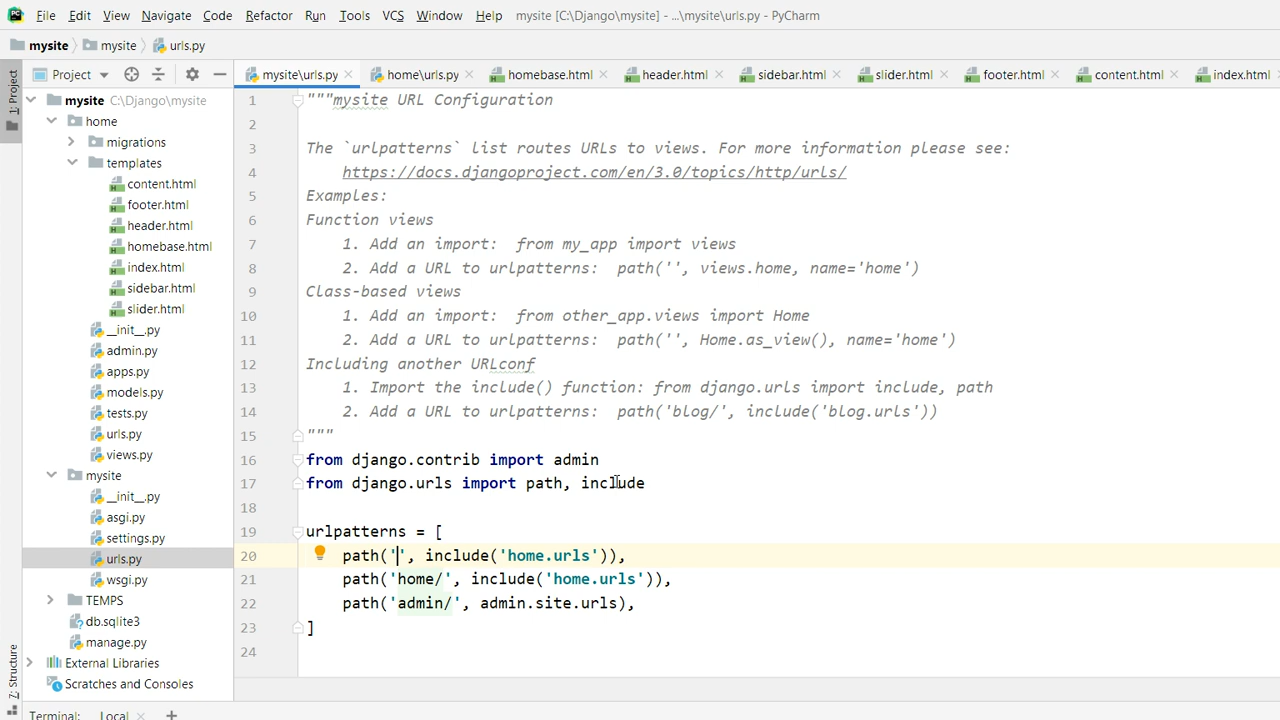 File Edit View Navigate Code Refactor Run Tools VCS Window Help mysite [C:\Django\mysite] - ...\mysite\urls.py - PyCharm
mysite mysite urls.py
1: Project
Project
mysite\urls.py home\urls.py homebase.html header.html sidebar.html slider.html footer.html content.html index.html
mysite C:\Django\mysite
home
migrations
templates
content.html
footer.html
header.html
homebase.html
index.html
sidebar.html
slider.html
__init__.py
admin.py
apps.py
models.py
tests.py
urls.py
views.py
mysite
__init__.py
asgi.py
settings.py
urls.py
wsgi.py
TEMPS
db.sqlite3
manage.py
External Libraries
Scratches and Consoles
1 """mysite URL Configuration
2
3 The `urlpatterns` list routes URLs to views. For more information please see:
4 https://docs.djangoproject.com/en/3.0/topics/http/urls/
5 Examples:
6 Function views
7 1. Add an import:  from my_app import views
8 2. Add a URL to urlpatterns:  path('', views.home, name='home')
9 Class-based views
10 1. Add an import:  from other_app.views import Home
11 2. Add a URL to urlpatterns:  path('', Home.as_view(), name='home')
12 Including another URLconf
13 1. Import the include() function: from django.urls import include, path
14 2. Add a URL to urlpatterns:  path('blog/', include('blog.urls'))
15 """
16 from django.contrib import admin
17 from django.urls import path, include
18
19 urlpatterns = [
20 path('', include('home.urls')),
21 path('home/', include('home.urls')),
22 path('admin/', admin.site.urls),
23 ]
24
7: Structure
Terminal: Local +